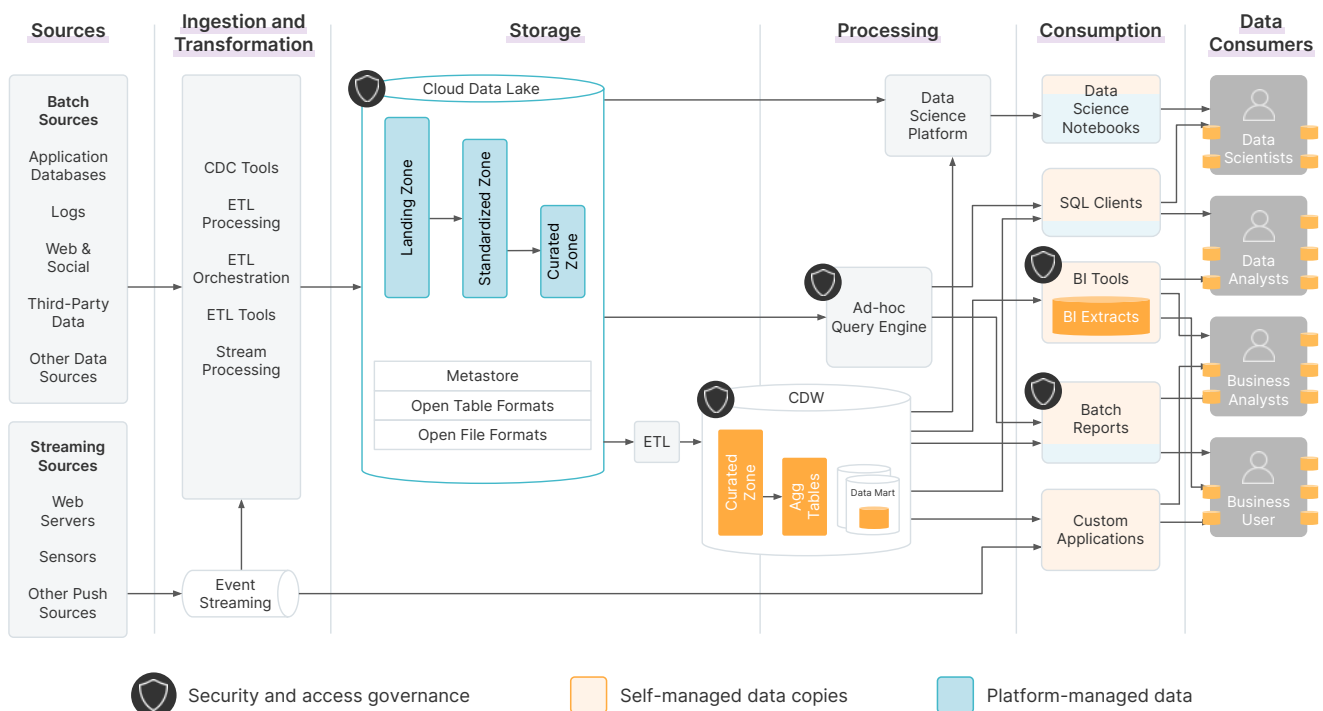 Sources
Ingestion and
Transformation
Storage
Processing
Consumption
Data
Consumers
Batch
Sources
Application
Databases
Logs
Web &
Social
Third-Party
Data
Other Data
Sources
Streaming
Sources
Web
Servers
Sensors
Other Push
Sources
CDC Tools
ETL
Processing
ETL
Orchestration
ETL Tools
Stream
Processing
Event
Streaming
Cloud Data Lake
Landing Zone
Standardized Zone
Curated
Zone
Metastore
Open Table Formats
Open File Formats
ETL
CDW
Curated
Zone
Agg
Tables
Data Mart
Data
Science
Platform
Ad-hoc
Query Engine
Data
Science
Notebooks
SQL Clients
BI Tools
BI Extracts
Batch
Reports
Custom
Applications
Data
Scientists
Data
Analysts
Business
Analysts
Business
User
Security and access governance
Self-managed data copies
Platform-managed data